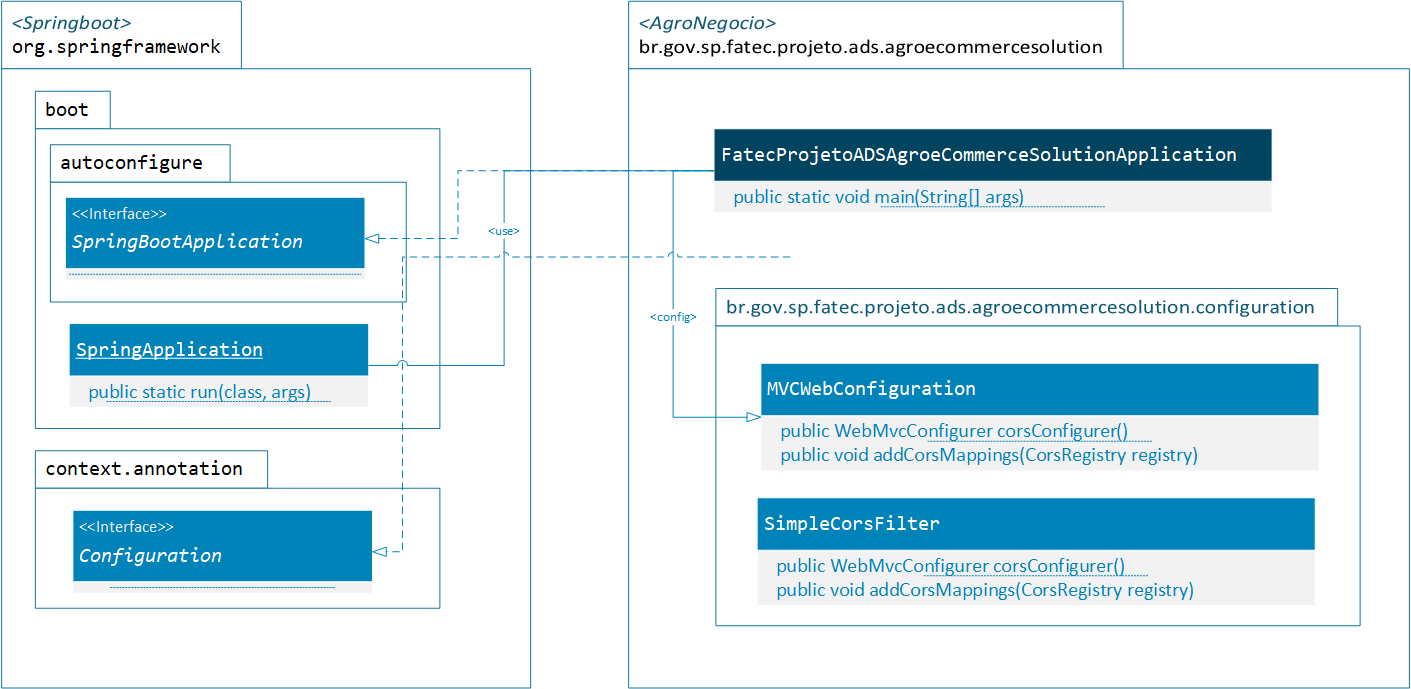 <Springboot>
org.springframework
boot
autoconfigure
<<Interface>>
SpringBootApplication
SpringApplication
public static run(class, args)
context.annotation
<<Interface>>
Configuration
<use>
<config>
<AgroNegocio>
br.gov.sp.fatec.projeto.ads.agroecommercesolution
FatecProjetoADSAgroeCommerceSolutionApplication
public static void main(String[] args)
br.gov.sp.fatec.projeto.ads.agroecommercesolution.configuration
MVCWebConfiguration
public WebMvcConfigurer corsConfigurer()
public void addCorsMappings(CorsRegistry registry)
SimpleCorsFilter
public WebMvcConfigurer corsConfigurer()
public void addCorsMappings(CorsRegistry registry)